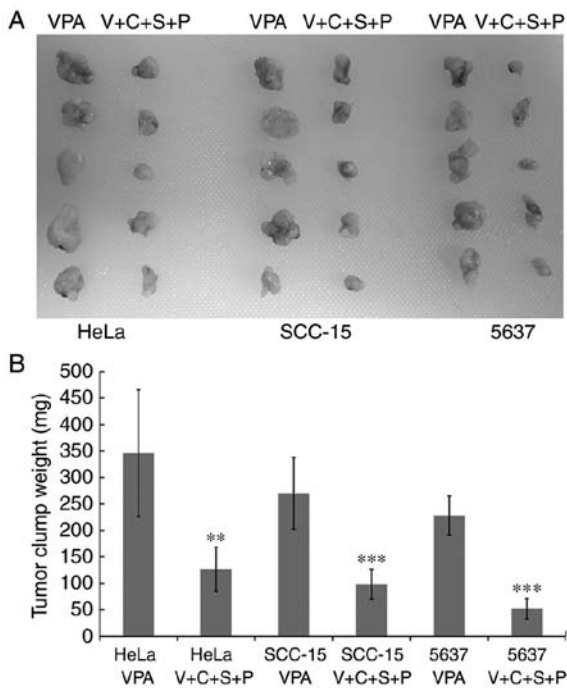 A
VPA V+C+S+P VPA V+C+S+P VPA V+C+S+P
HeLa SCC-15 5637
B
Tumor clump weight (mg)
500
450
400
350
300
250
200
150
100
50
0
**
***
***
HeLa HeLa SCC-15 SCC-15 5637 5637
VPA V+C+S+P VPA V+C+S+P VPA V+C+S+P